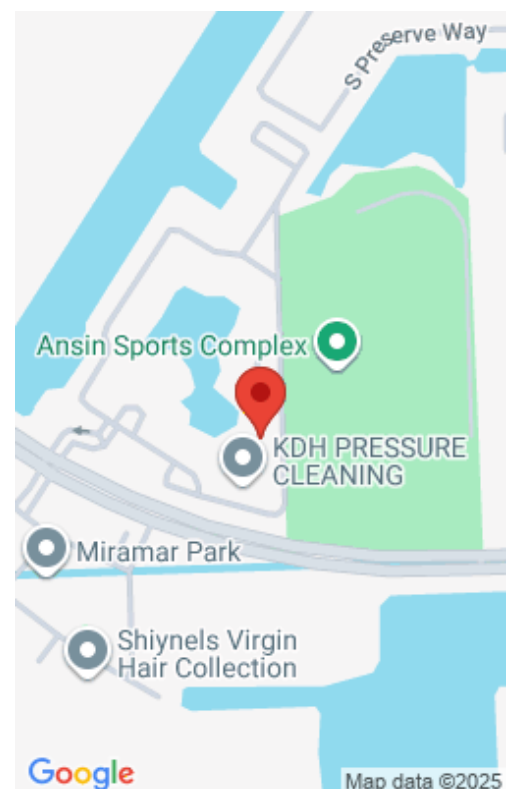 S Preserve Way
Ansin Sports Complex
KDH PRESSURE
CLEANING
Miramar Park
Shiynels Virgin
Hair Collection
Google
Map data ©2025